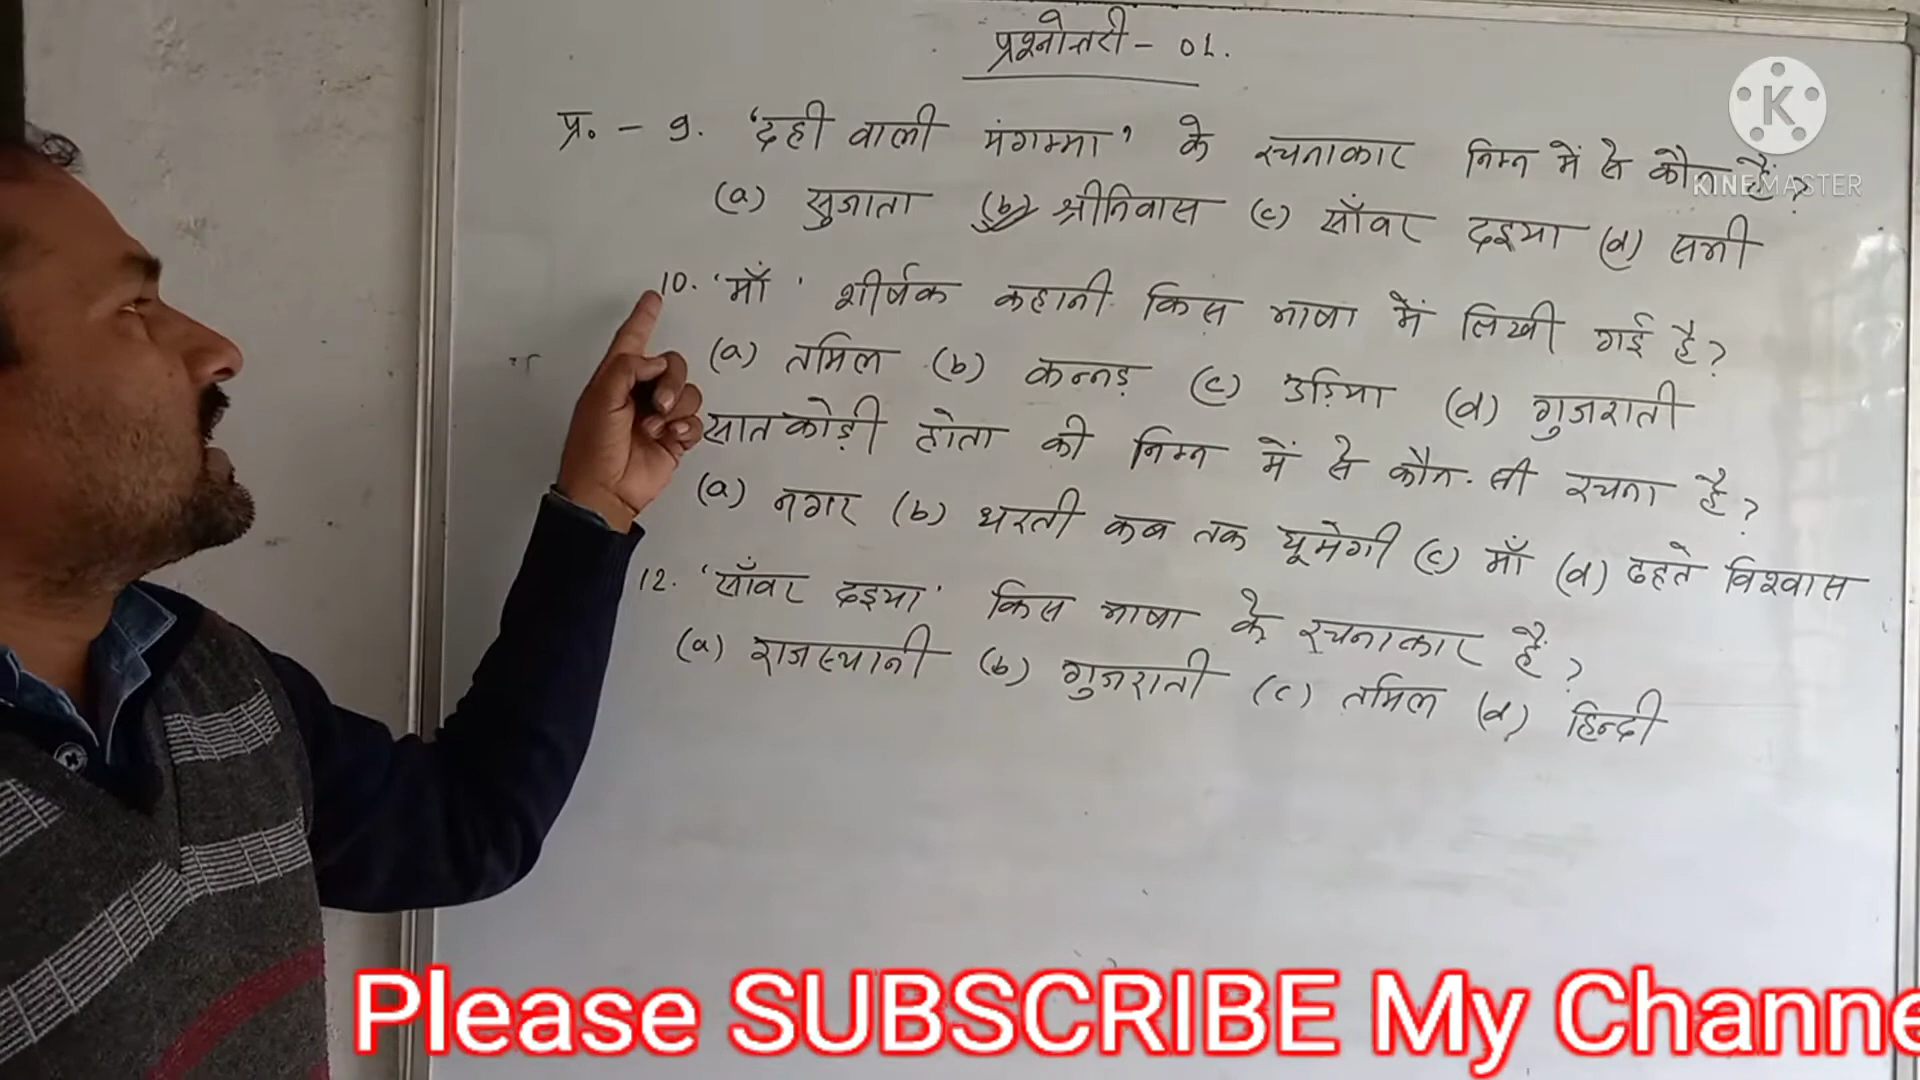 प्रश्नोत्तरी - 01.
प्र. - 9. 'दही वाली मंगम्मा' के रचनाकार निम्न में से कौन हैं?
(a) सुजाता (b) श्रीनिवास (c) साँवर दइया (d) सभी
10. 'माँ' शीर्षक कहानी किस भाषा में लिखी गई है?
(a) तमिल (b) कन्नड़ (c) उड़िया (d) गुजराती
सातकोड़ी होता की निम्न में से कौन-सी रचना है?
(a) नगर (b) धरती कब तक घूमेगी (c) माँ (d) ढहते विश्वास
12. 'साँवर दइया' किस भाषा के रचनाकार हैं?
(a) राजस्थानी (b) गुजराती (c) तमिल (d) हिन्दी
K
KINEMASTER
Please SUBSCRIBE My Channe